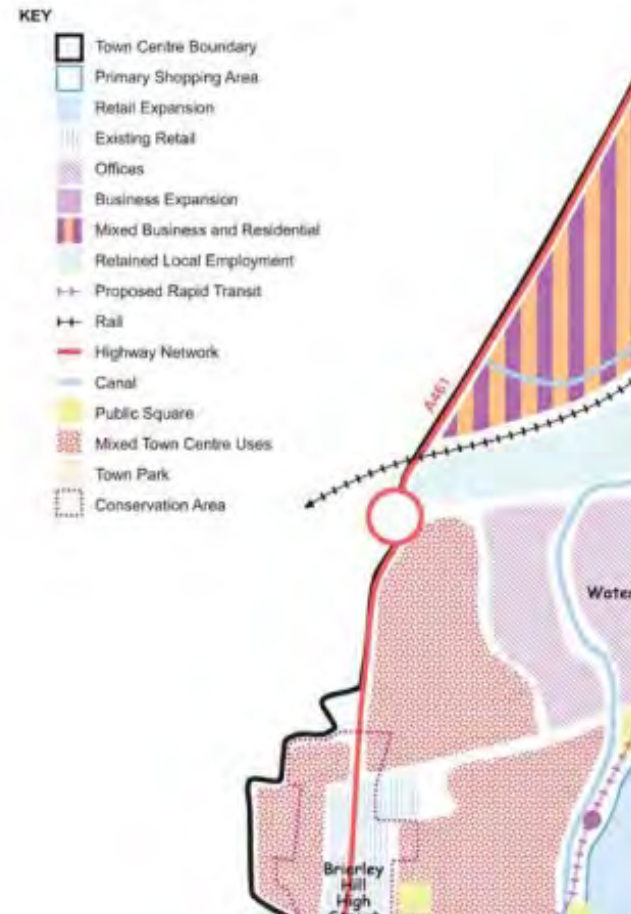 KEY
Town Centre Boundary
Primary Shopping Area
Retail Expansion
Existing Retail
Offices
Business Expansion
Mixed Business and Residential
Retained Local Employment
Proposed Rapid Transit
Rail
Highway Network
Canal
Public Square
Mixed Town Centre Uses
Town Park
Conservation Area
A461
Water
Brierley
Hill
High